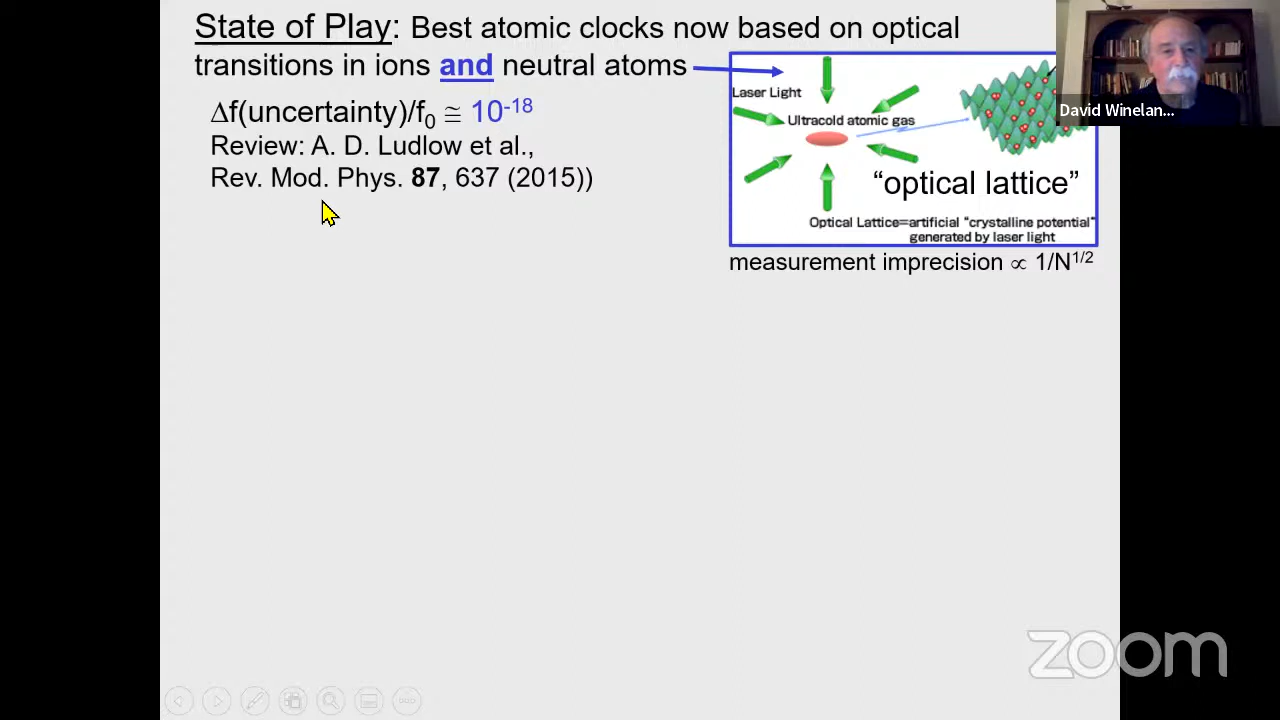 State of Play: Best atomic clocks now based on optical
transitions in ions and neutral atoms
Δf(uncertainty)/f₀ ≅ 10⁻¹⁸
Review: A. D. Ludlow et al.,
Rev. Mod. Phys. 87, 637 (2015))
Laser Light
Ultracold atomic gas
“optical lattice”
Optical Lattice=artificial “crystalline potential”
generated by laser light
measurement imprecision ∝ 1/N¹/²
David Winelan...
zoom